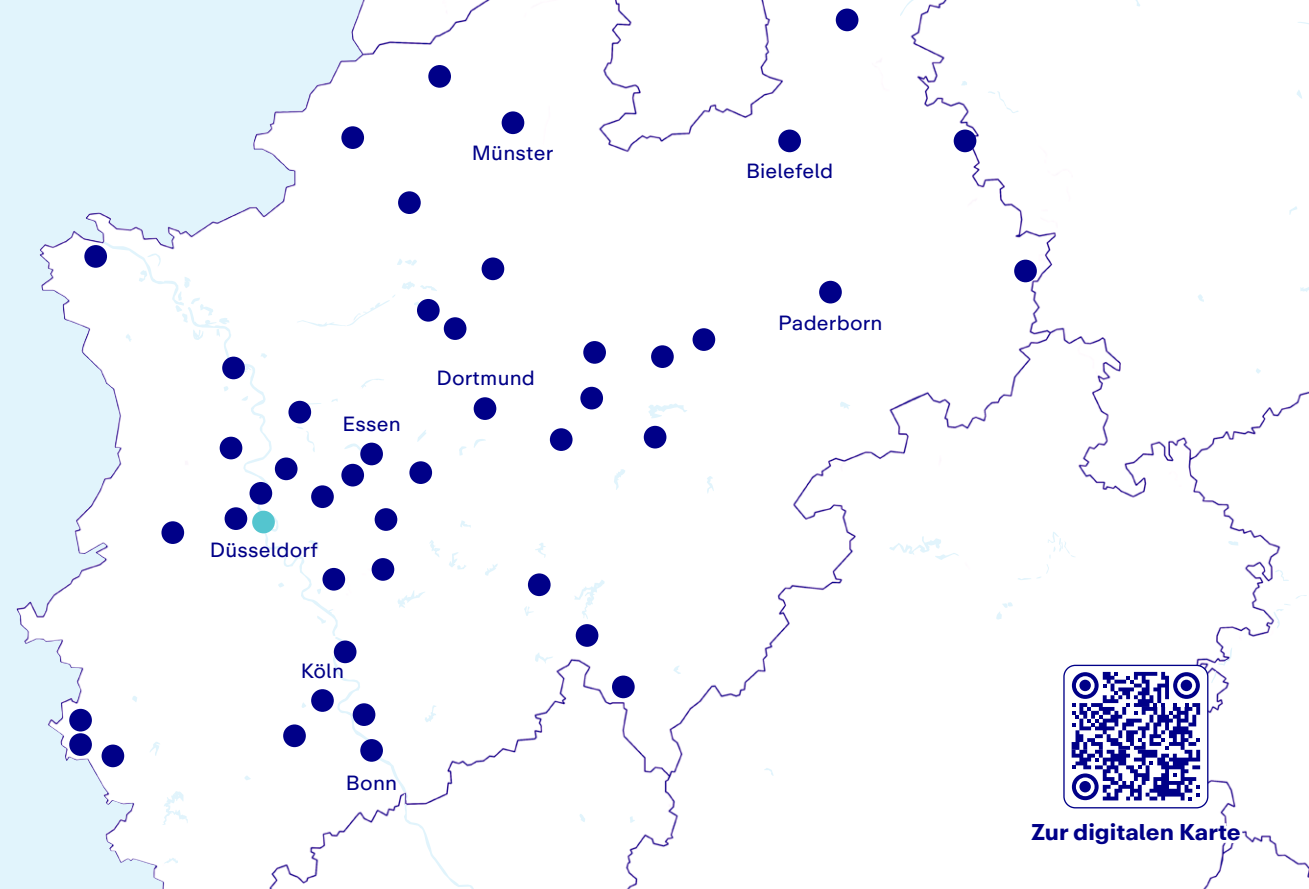 Münster
Bielefeld
Paderborn
Dortmund
Essen
Düsseldorf
Köln
Bonn
Zur digitalen Karte